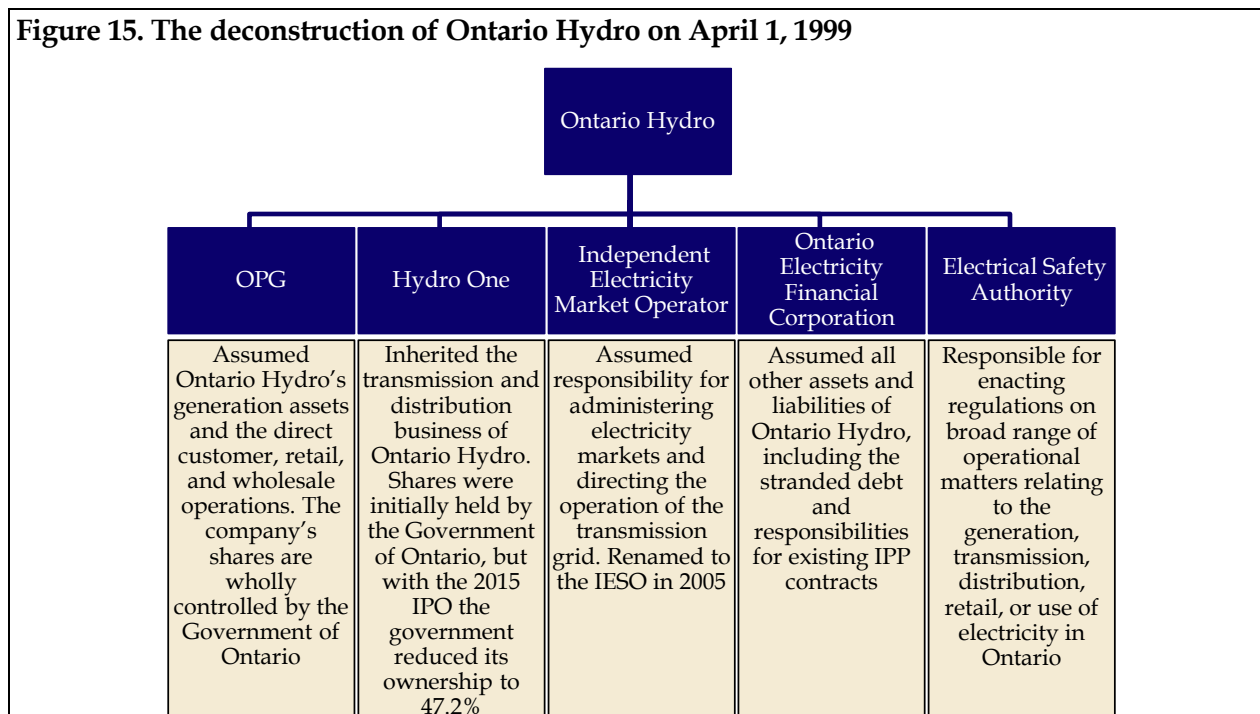 Figure 15. The deconstruction of Ontario Hydro on April 1, 1999
Ontario Hydro
OPG
Hydro One
Independent
Electricity
Market Operator
Ontario
Electricity
Financial
Corporation
Electrical Safety
Authority
Assumed
Ontario Hydro's
generation assets
and the direct
customer, retail,
and wholesale
operations. The
company's
shares are
wholly
controlled by the
Government of
Ontario
Inherited the
transmission and
distribution
business of
Ontario Hydro.
Shares were
initially held by
the Government
of Ontario, but
with the 2015
IPO the
government
reduced its
ownership to
47.2%
Assumed
responsibility for
administering
electricity
markets and
directing the
operation of the
transmission
grid. Renamed to
the IESO in 2005
Assumed all
other assets and
liabilities of
Ontario Hydro,
including the
stranded debt
and
responsibilities
for existing IPP
contracts
Responsible for
enacting
regulations on
broad range of
operational
matters relating
to the
generation,
transmission,
distribution,
retail, or use of
electricity in
Ontario